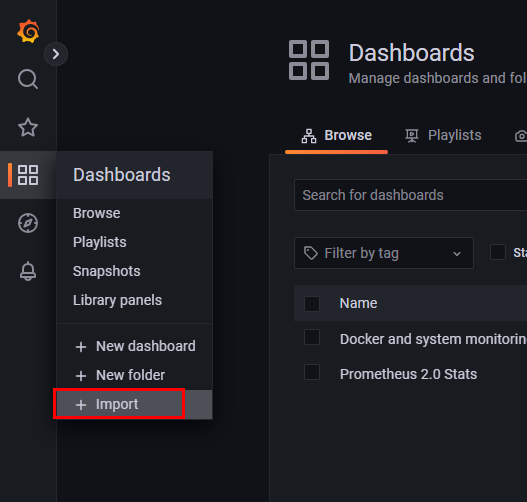 Dashboards
Manage dashboards and fol
Browse
Playlists
Dashboards
Browse
Playlists
Snapshots
Library panels
+ New dashboard
+ New folder
+ Import
Search for dashboards
Filter by tag
Sta
Name
Docker and system monitorin
Prometheus 2.0 Stats